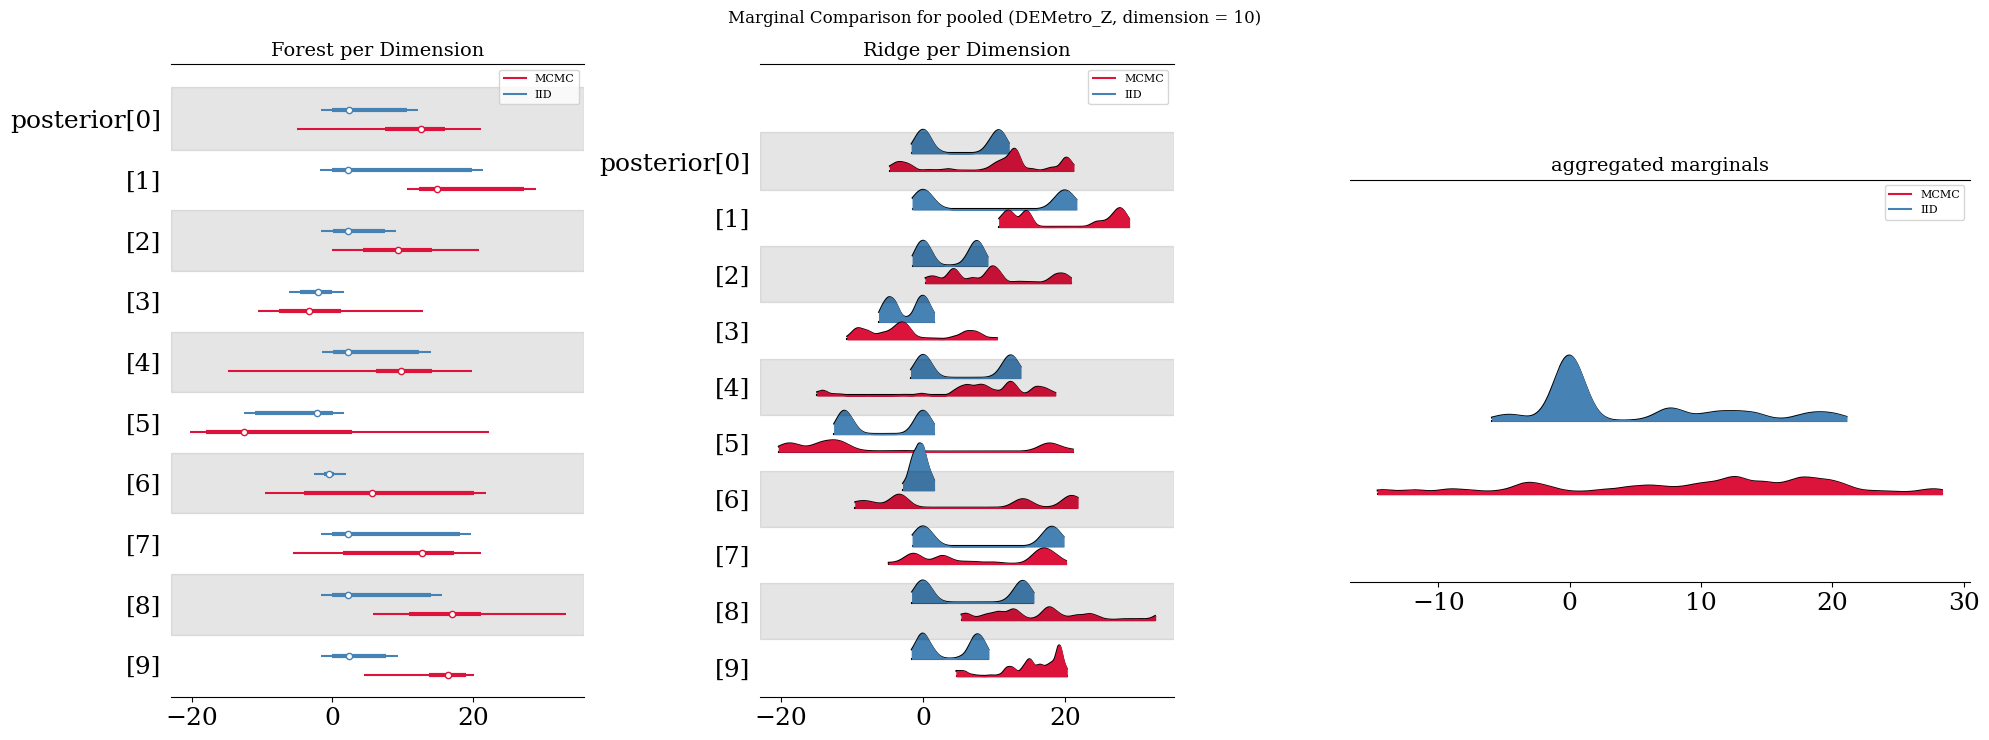 Marginal Comparison for pooled (DEMetro_Z, dimension = 10)
Forest per Dimension
MCMC
IID
posterior[0]
[1]
[2]
[3]
[4]
[5]
[6]
[7]
[8]
[9]
−20 0 20
Ridge per Dimension
MCMC
IID
posterior[0]
[1]
[2]
[3]
[4]
[5]
[6]
[7]
[8]
[9]
−20 0 20
aggregated marginals
MCMC
IID
−10 0 10 20 30